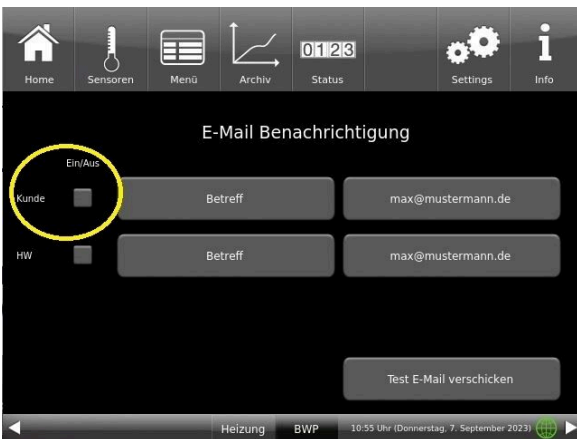 0123
Home Sensoren Menü Archiv Status Settings Info
E-Mail Benachrichtigung
Ein/Aus
Kunde Betreff max@mustermann.de
HW Betreff max@mustermann.de
Test E-Mail verschicken
Heizung BWP 10:55 Uhr (Donnerstag, 7. September 2023)